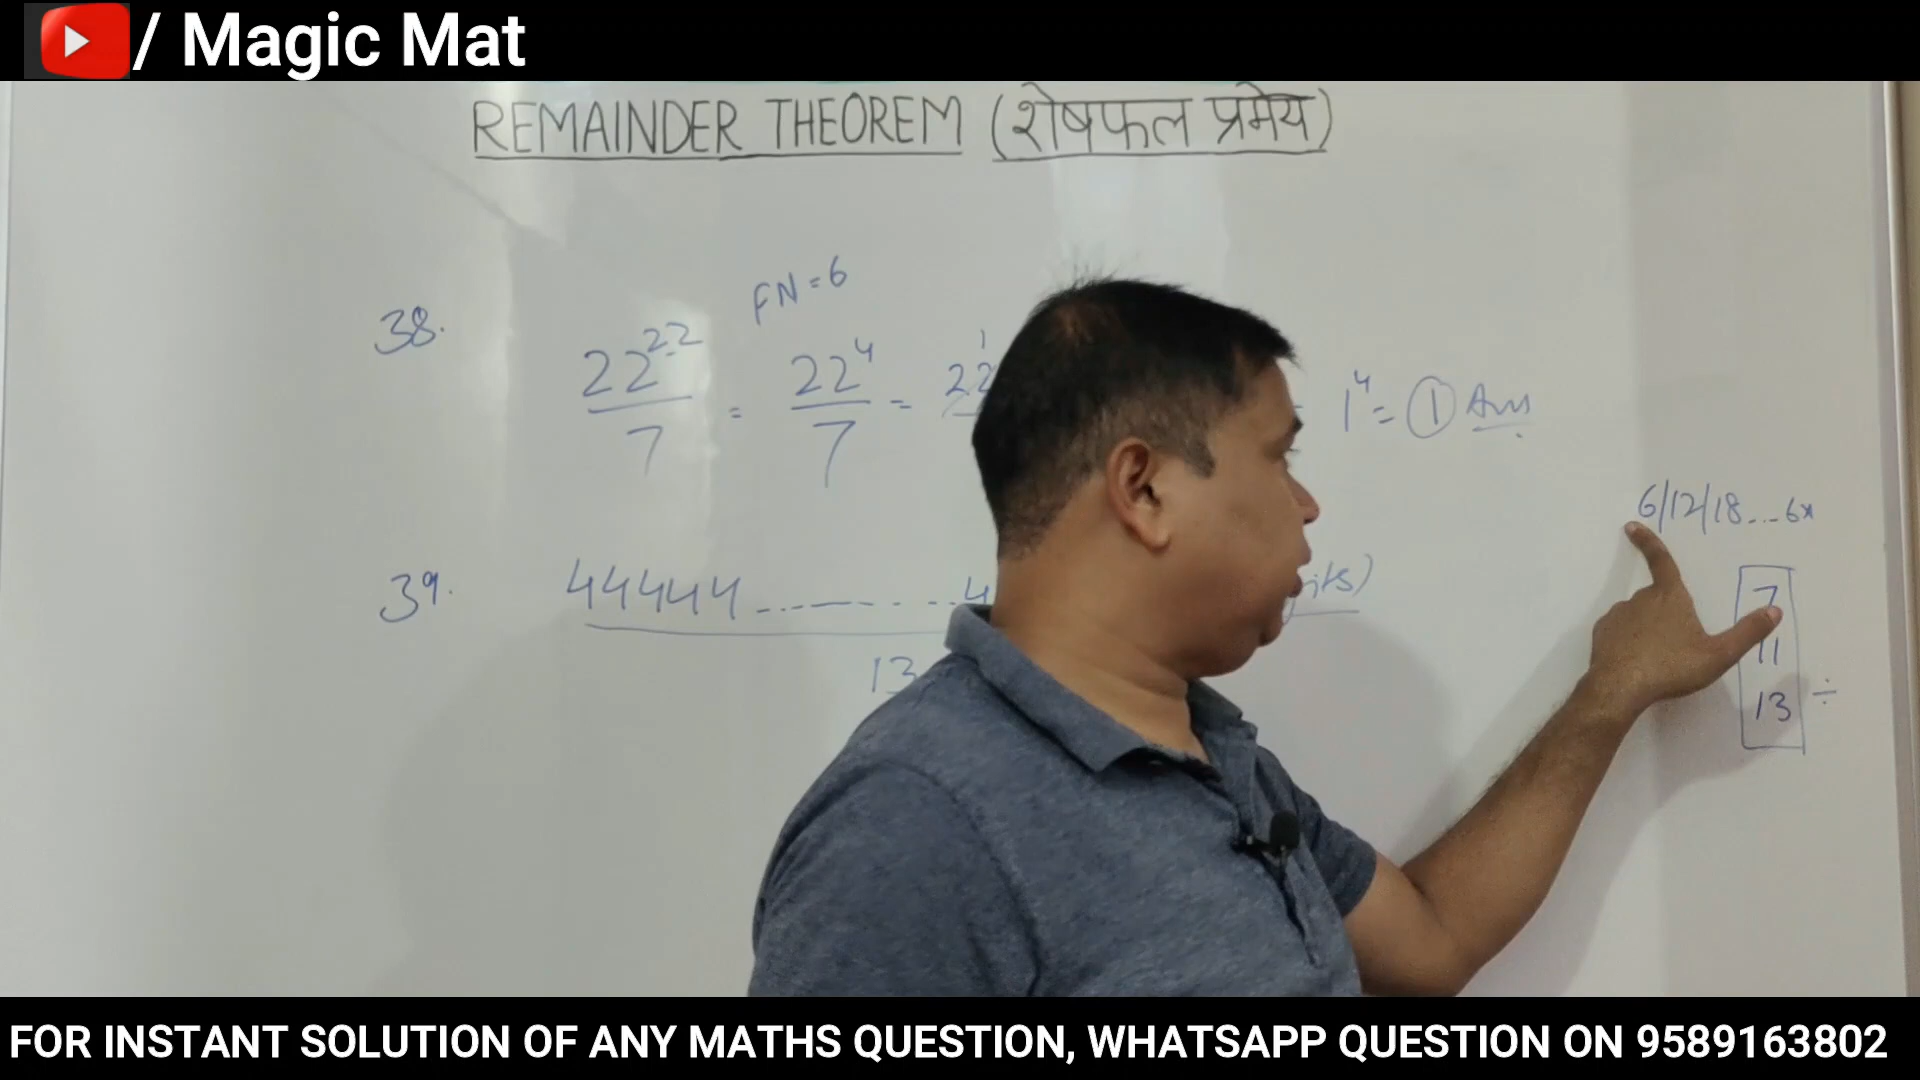 / Magic Mat
REMAINDER THEOREM (शेषफल प्रमेय)
FN = 6
38. 22^22 / 7 = 22^4 / 7 = 22 = 1^4 = 1 Ans
6/12/18...6x
39. 44444 ........ 4
13
7
11
13 ÷
FOR INSTANT SOLUTION OF ANY MATHS QUESTION, WHATSAPP QUESTION ON 9589163802